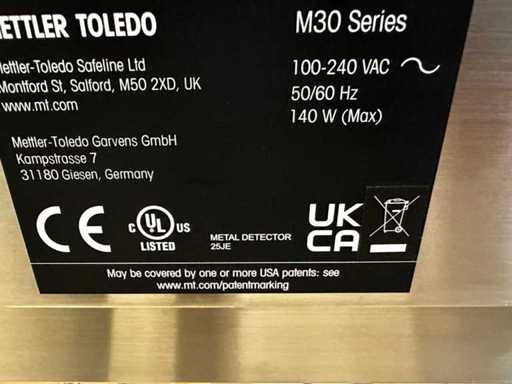 METTLER TOLEDO
M30 Series
Mettler-Toledo Safeline Ltd
Montford St, Salford, M50 2XD, UK
www.mt.com
100-240 VAC
50/60 Hz
140 W (Max)
Mettler-Toledo Garvens GmbH
Kampstrasse 7
31180 Giesen, Germany
CE
C UL US
LISTED
METAL DETECTOR
25JE
UK
CA
May be covered by one or more USA patents: see
www.mt.com/patentmarking